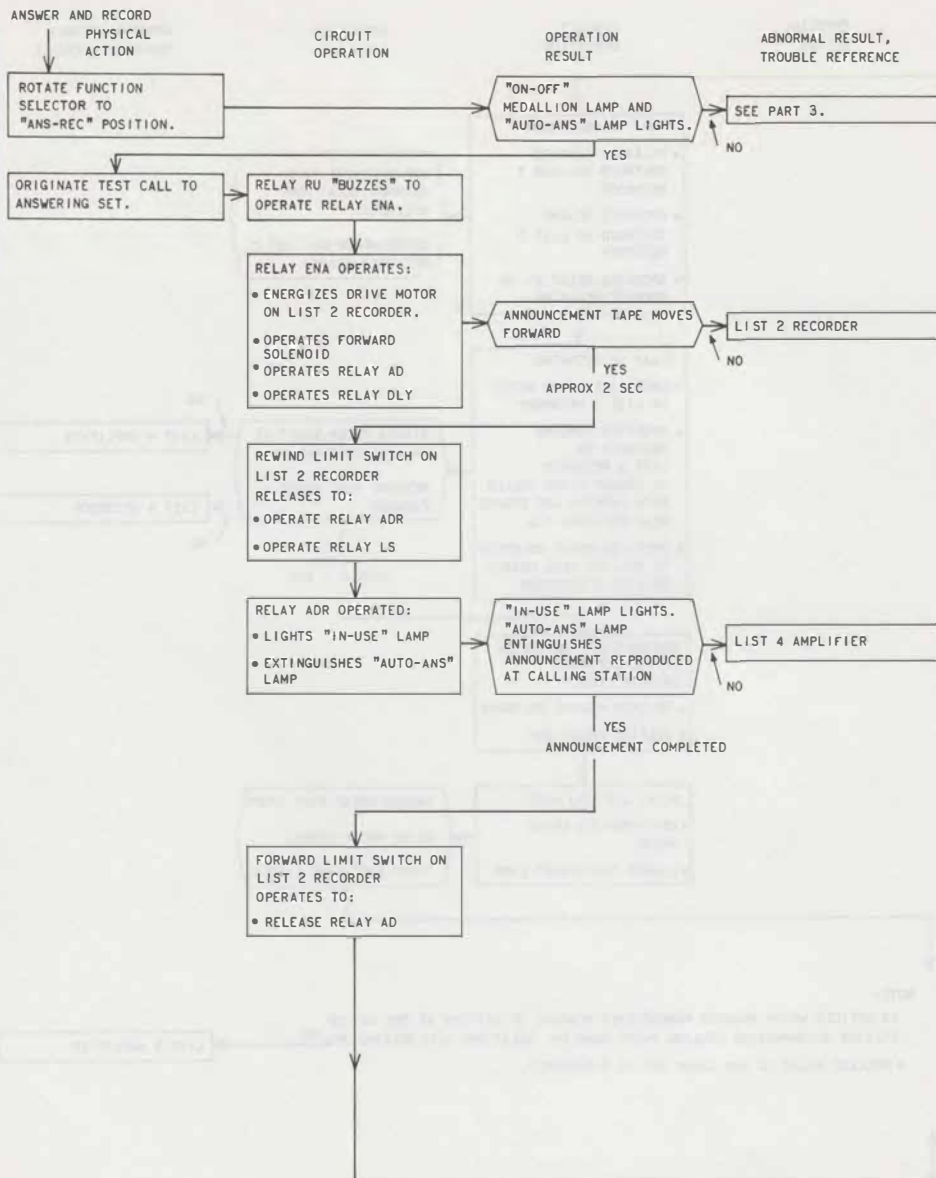 ANSWER AND RECORD
PHYSICAL
ACTION
CIRCUIT
OPERATION
OPERATION
RESULT
ABNORMAL RESULT,
TROUBLE REFERENCE
ROTATE FUNCTION
SELECTOR TO
"ANS-REC" POSITION.
"ON-OFF"
MEDALLION LAMP AND
"AUTO-ANS" LAMP LIGHTS.
SEE PART 3.
NO
YES
ORIGINATE TEST CALL TO
ANSWERING SET.
RELAY RU "BUZZES" TO
OPERATE RELAY ENA.
RELAY ENA OPERATES:
• ENERGIZES DRIVE MOTOR
ON LIST 2 RECORDER.
• OPERATES FORWARD
SOLENOID
• OPERATES RELAY AD
• OPERATES RELAY DLY
ANNOUNCEMENT TAPE MOVES
FORWARD
LIST 2 RECORDER
NO
YES
APPROX 2 SEC
REWIND LIMIT SWITCH ON
LIST 2 RECORDER
RELEASES TO:
• OPERATE RELAY ADR
• OPERATE RELAY LS
RELAY ADR OPERATED:
• LIGHTS "IN-USE" LAMP
• EXTINGUISHES "AUTO-ANS"
LAMP
"IN-USE" LAMP LIGHTS.
"AUTO-ANS" LAMP
ENTINGUISHES
ANNOUNCEMENT REPRODUCED
AT CALLING STATION
LIST 4 AMPLIFIER
NO
YES
ANNOUNCEMENT COMPLETED
FORWARD LIMIT SWITCH ON
LIST 2 RECORDER
OPERATES TO:
• RELEASE RELAY AD